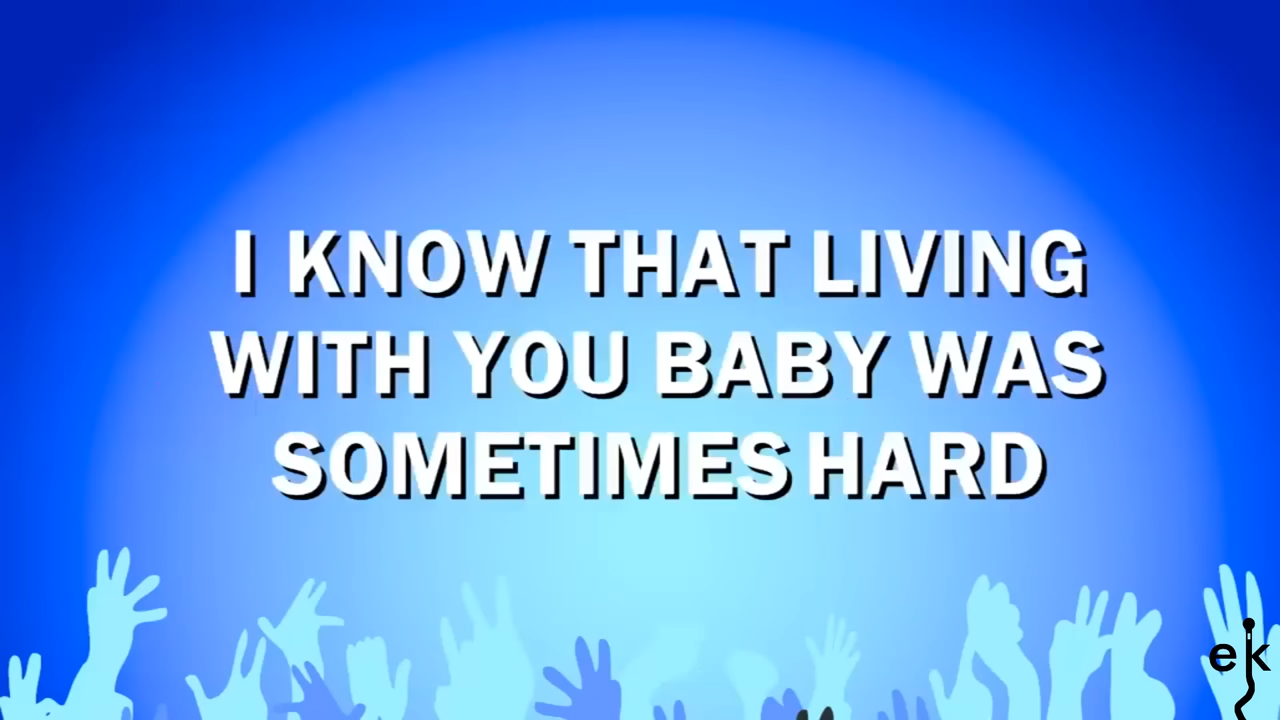 I KNOW THAT LIVING
WITH YOU BABY WAS
SOMETIMES HARD
ek